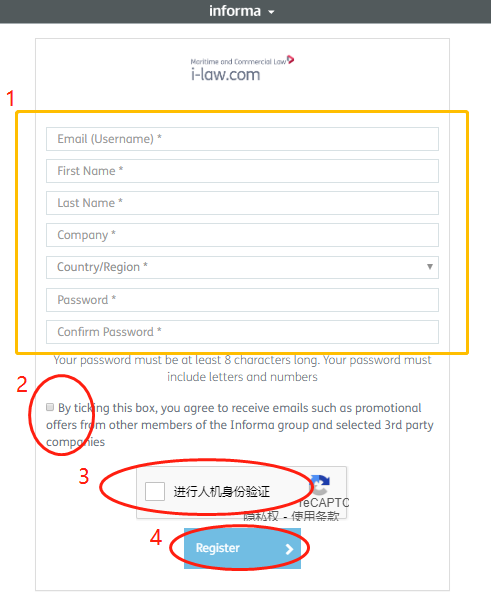 informa
Maritime and Commercial Law
i-law.com
1
Email (Username) *
First Name *
Last Name *
Company *
Country/Region *
Password *
Confirm Password *
Your password must be at least 8 characters long. Your password must
include letters and numbers
2
By ticking this box, you agree to receive emails such as promotional
offers from other members of the Informa group and selected 3rd party
companies
3
进行人机身份验证
reCAPTC
隐私权 - 使用条款
4
Register